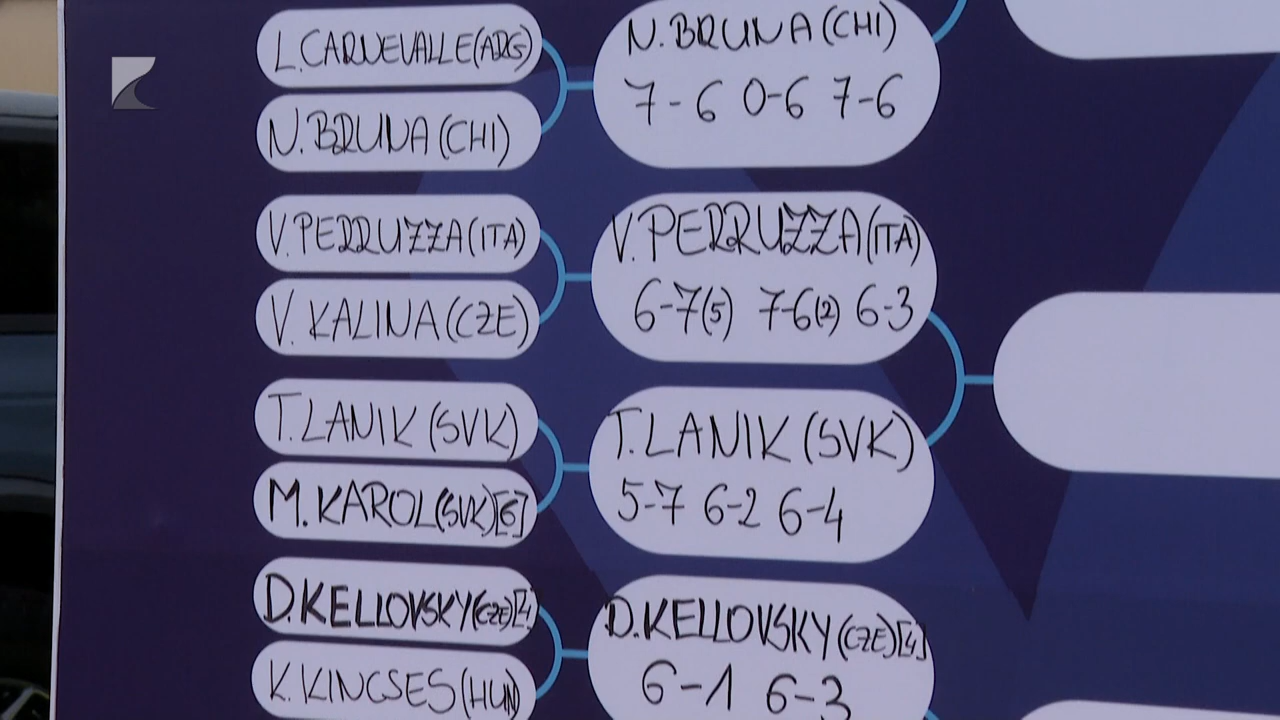 L.CARNEVALLE(ARG)
N.BRUNA(CHI)
N.BRUNA(CHI)
7-6 0-6 7-6
V.PERRUZZA(ITA)
V.KALINA(CZE)
V.PERRUZZA(ITA)
6-7(5) 7-6(2) 6-3
T.LANIK(SVK)
M.KAROL(SVK)[6]
T.LANIK(SVK)
5-7 6-2 6-4
D.KELLOVSKY(CZE)[4]
K.KINCSES(HUN)
D.KELLOVSKY(CZE)[4]
6-1 6-3